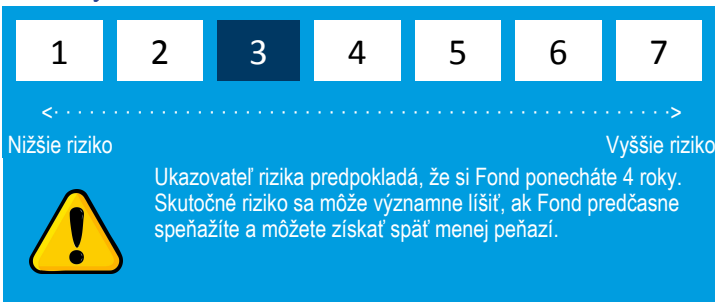 1 2 3 4 5 6 7
Nižšie riziko Vyššie riziko
Ukazovateľ rizika predpokladá, že si Fond ponecháte 4 roky.
Skutočné riziko sa môže významne líšiť, ak Fond predčasne
speňažíte a môžete získať späť menej peňazí.